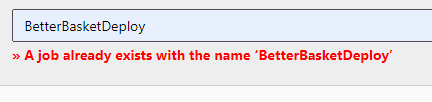 BetterBasketDeploy
» A job already exists with the name ‘BetterBasketDeploy’